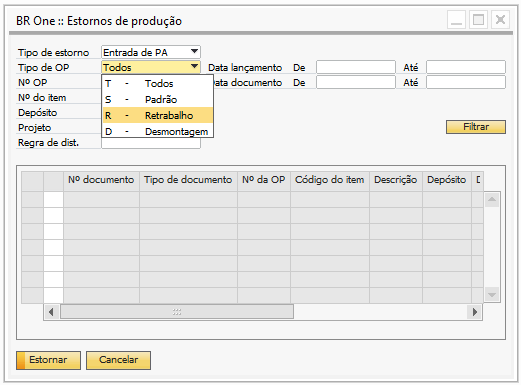 BR One :: Estornos de produção
Tipo de estorno Entrada de PA
Tipo de OP Todos Data lançamento De Até
Nº OP Data documento De Até
T - Todos
Nº do item S - Padrão
Depósito R - Retrabalho
Projeto D - Desmontagem Filtrar
Regra de dist.
Nº documento Tipo de documento Nº da OP Código do item Descrição Depósito D
Estornar Cancelar